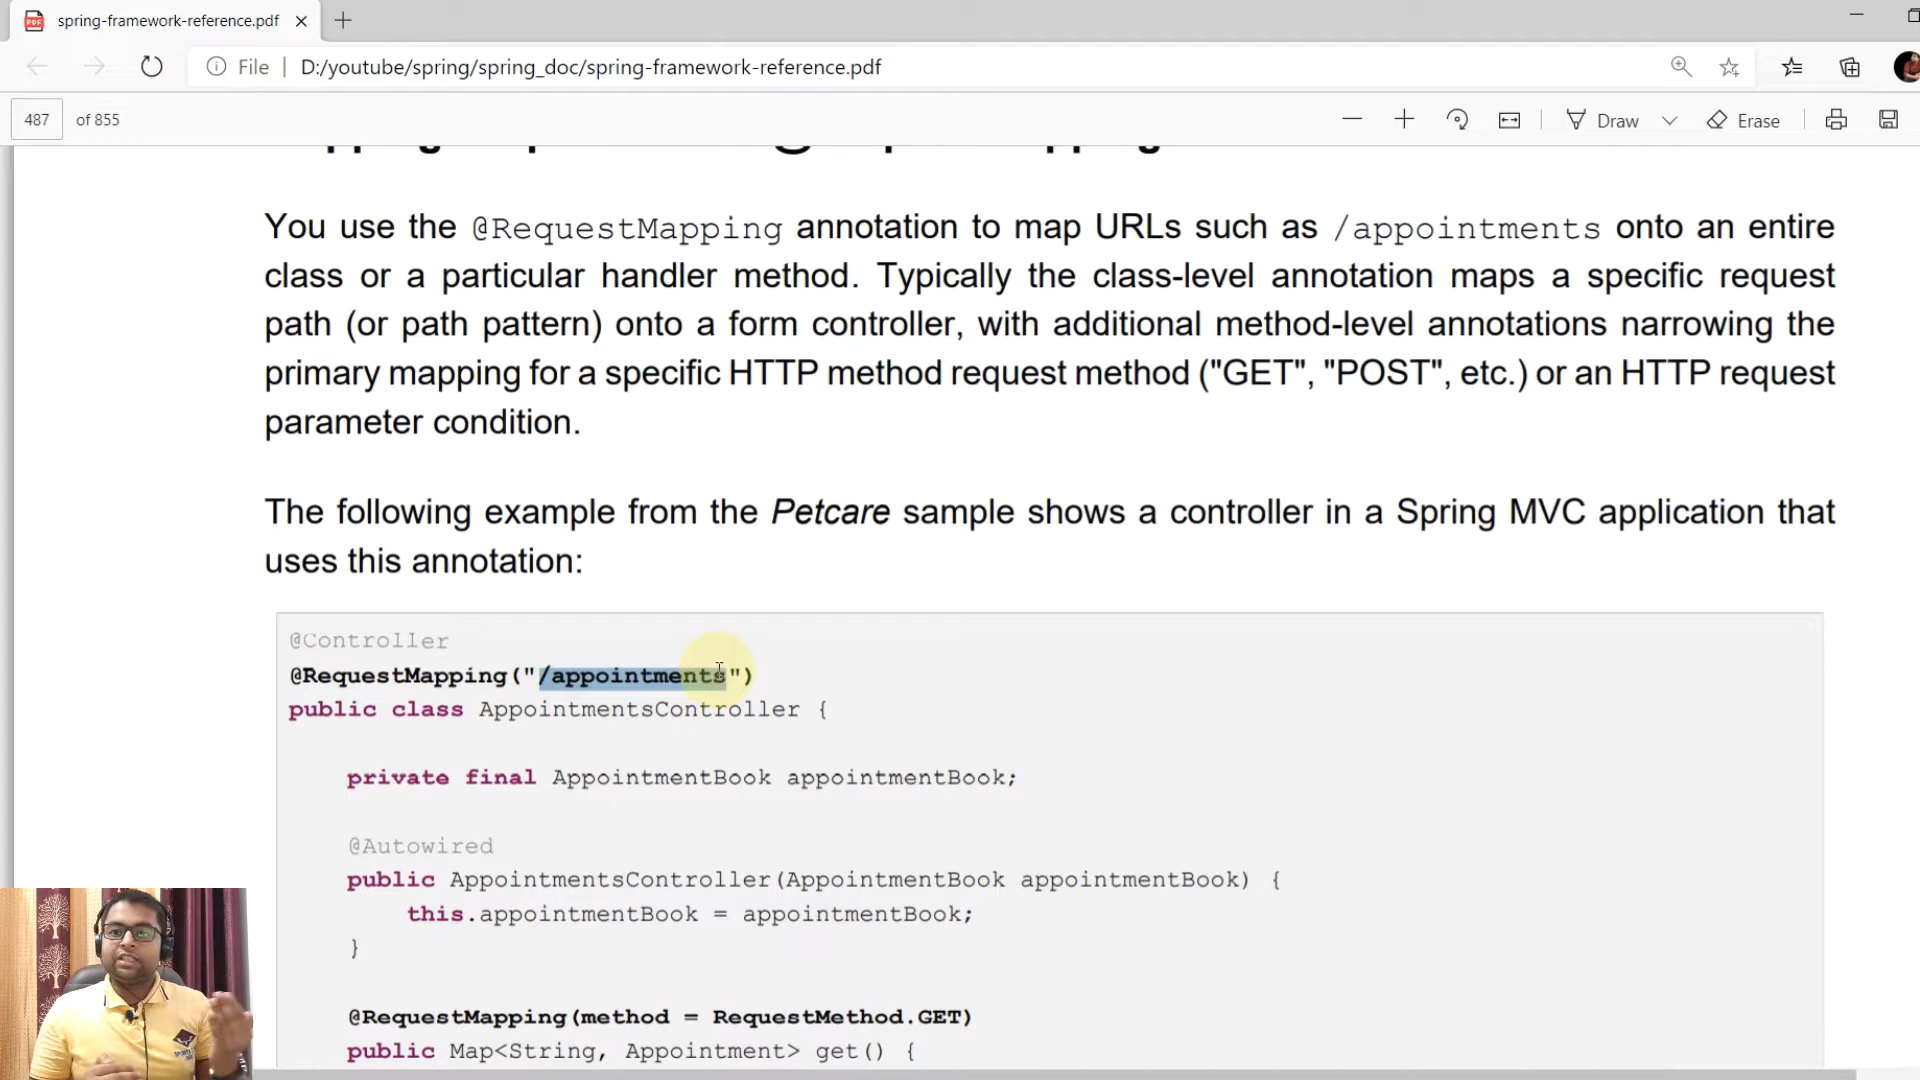 spring-framework-reference.pdf
File | D:/youtube/spring/spring_doc/spring-framework-reference.pdf
487 of 855
Draw
Erase
You use the @RequestMapping annotation to map URLs such as /appointments onto an entire
class or a particular handler method. Typically the class-level annotation maps a specific request
path (or path pattern) onto a form controller, with additional method-level annotations narrowing the
primary mapping for a specific HTTP method request method ("GET", "POST", etc.) or an HTTP request
parameter condition.
The following example from the Petcare sample shows a controller in a Spring MVC application that
uses this annotation:
@Controller
@RequestMapping("/appointments")
public class AppointmentsController {
private final AppointmentBook appointmentBook;
@Autowired
public AppointmentsController(AppointmentBook appointmentBook) {
this.appointmentBook = appointmentBook;
}
@RequestMapping(method = RequestMethod.GET)
public Map<String, Appointment> get() {